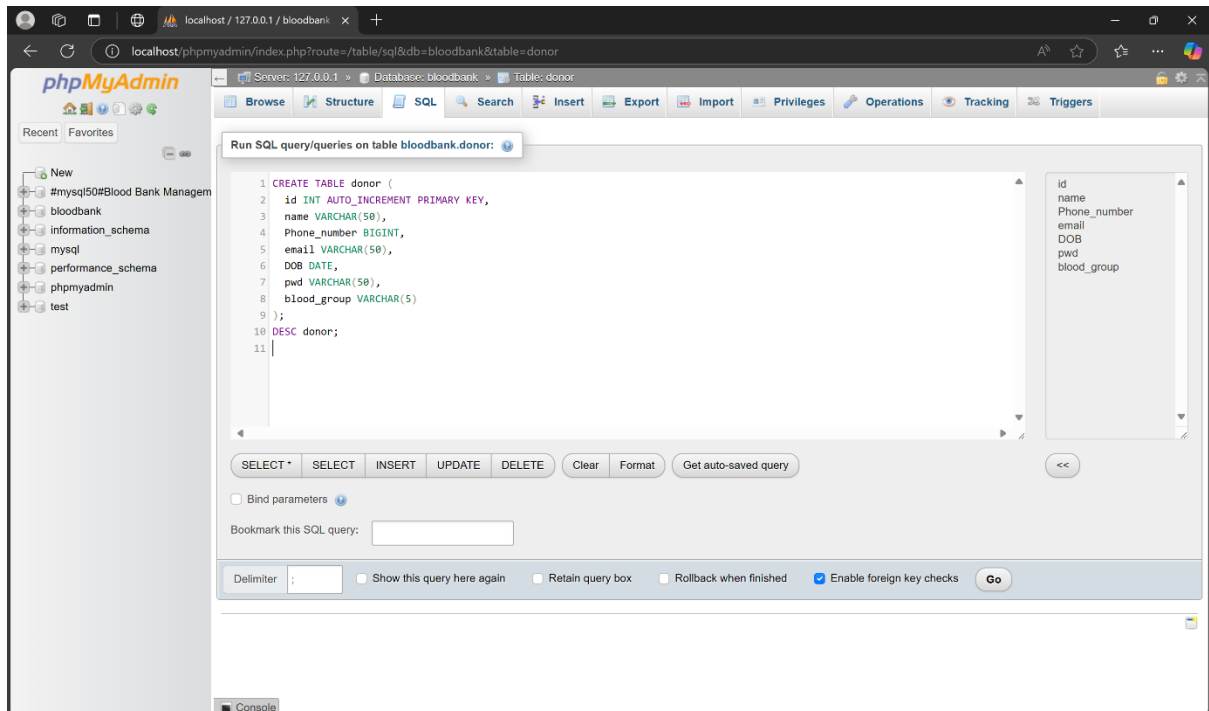 localhost / 127.0.0.1 / bloodbank
localhost/phpmyadmin/index.php?route=/table/sql&db=bloodbank&table=donor
phpMyAdmin
Recent Favorites
New
#mysql50#Blood Bank Managem
bloodbank
information_schema
mysql
performance_schema
phpmyadmin
test
Server: 127.0.0.1 » Database: bloodbank » Table: donor
Browse Structure SQL Search Insert Export Import Privileges Operations Tracking Triggers
Run SQL query/queries on table bloodbank.donor:
1 CREATE TABLE donor (
2 id INT AUTO_INCREMENT PRIMARY KEY,
3 name VARCHAR(50),
4 Phone_number BIGINT,
5 email VARCHAR(50),
6 DOB DATE,
7 pwd VARCHAR(50),
8 blood_group VARCHAR(5)
9 );
10 DESC donor;
11
id
name
Phone_number
email
DOB
pwd
blood_group
SELECT * SELECT INSERT UPDATE DELETE Clear Format Get auto-saved query <<
Bind parameters
Bookmark this SQL query:
Delimiter ; Show this query here again Retain query box Rollback when finished Enable foreign key checks Go
Console